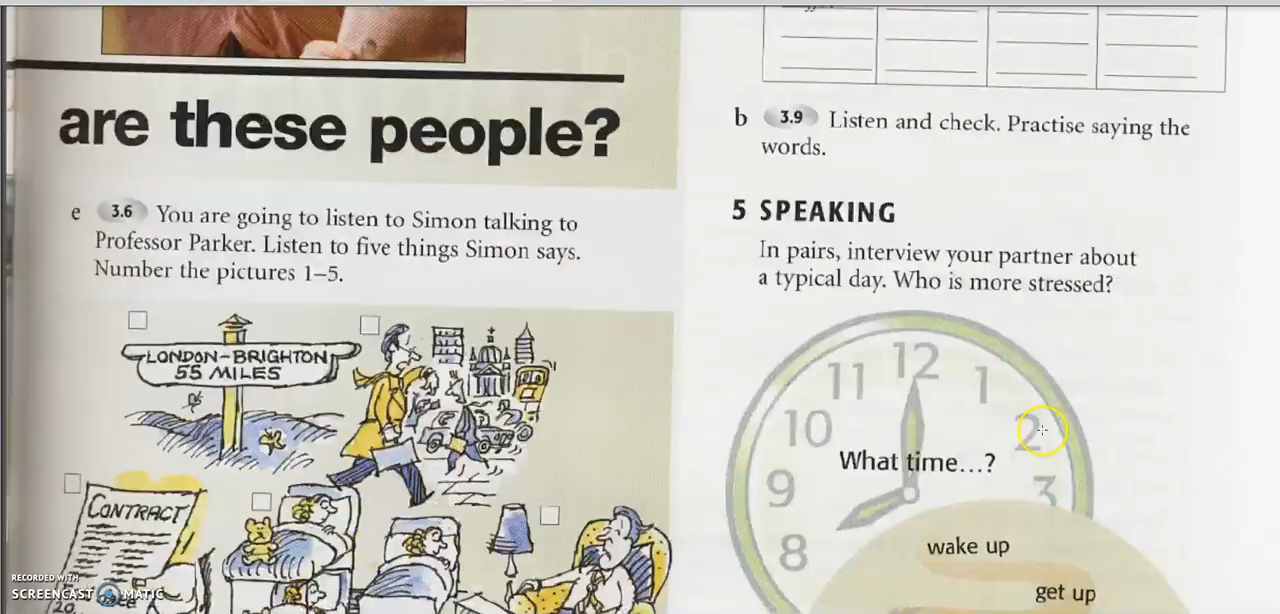 are these people?
e 3.6 You are going to listen to Simon talking to
Professor Parker. Listen to five things Simon says.
Number the pictures 1–5.
LONDON–BRIGHTON
55 MILES
CONTRACT
b 3.9 Listen and check. Practise saying the
words.
5 SPEAKING
In pairs, interview your partner about
a typical day. Who is more stressed?
12
11
1
10
2
What time...?
9
3
8
wake up
get up
RECORDED WITH
SCREENCAST MATIC